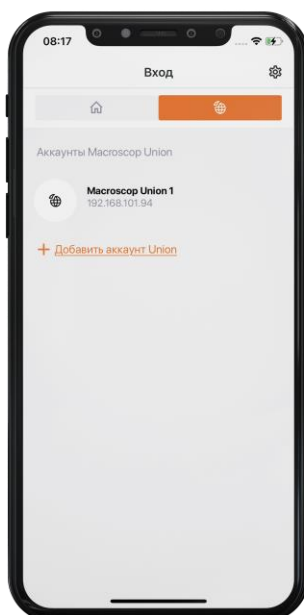 08:17
Вход
Аккаунты Macroscop Union
Macroscop Union 1
192.168.101.94
+ Добавить аккаунт Union